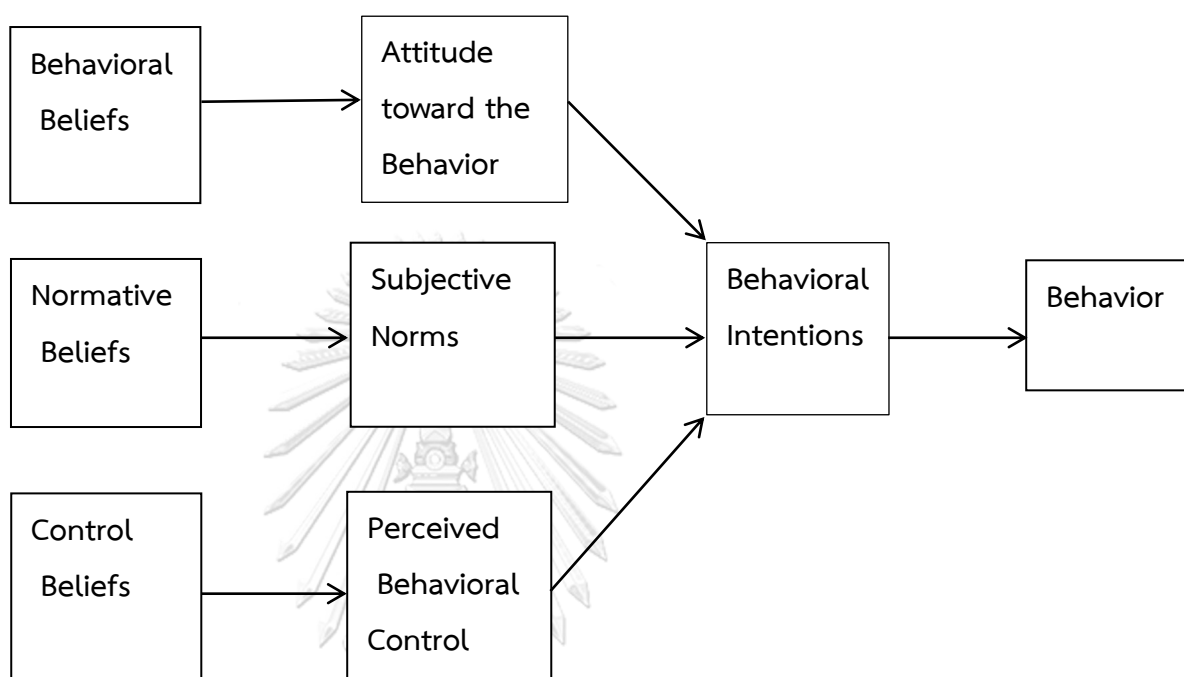 Behavioral
Beliefs
Attitude
toward the
Behavior
Normative
Beliefs
Subjective
Norms
Behavioral
Intentions
Behavior
Control
Beliefs
Perceived
Behavioral
Control